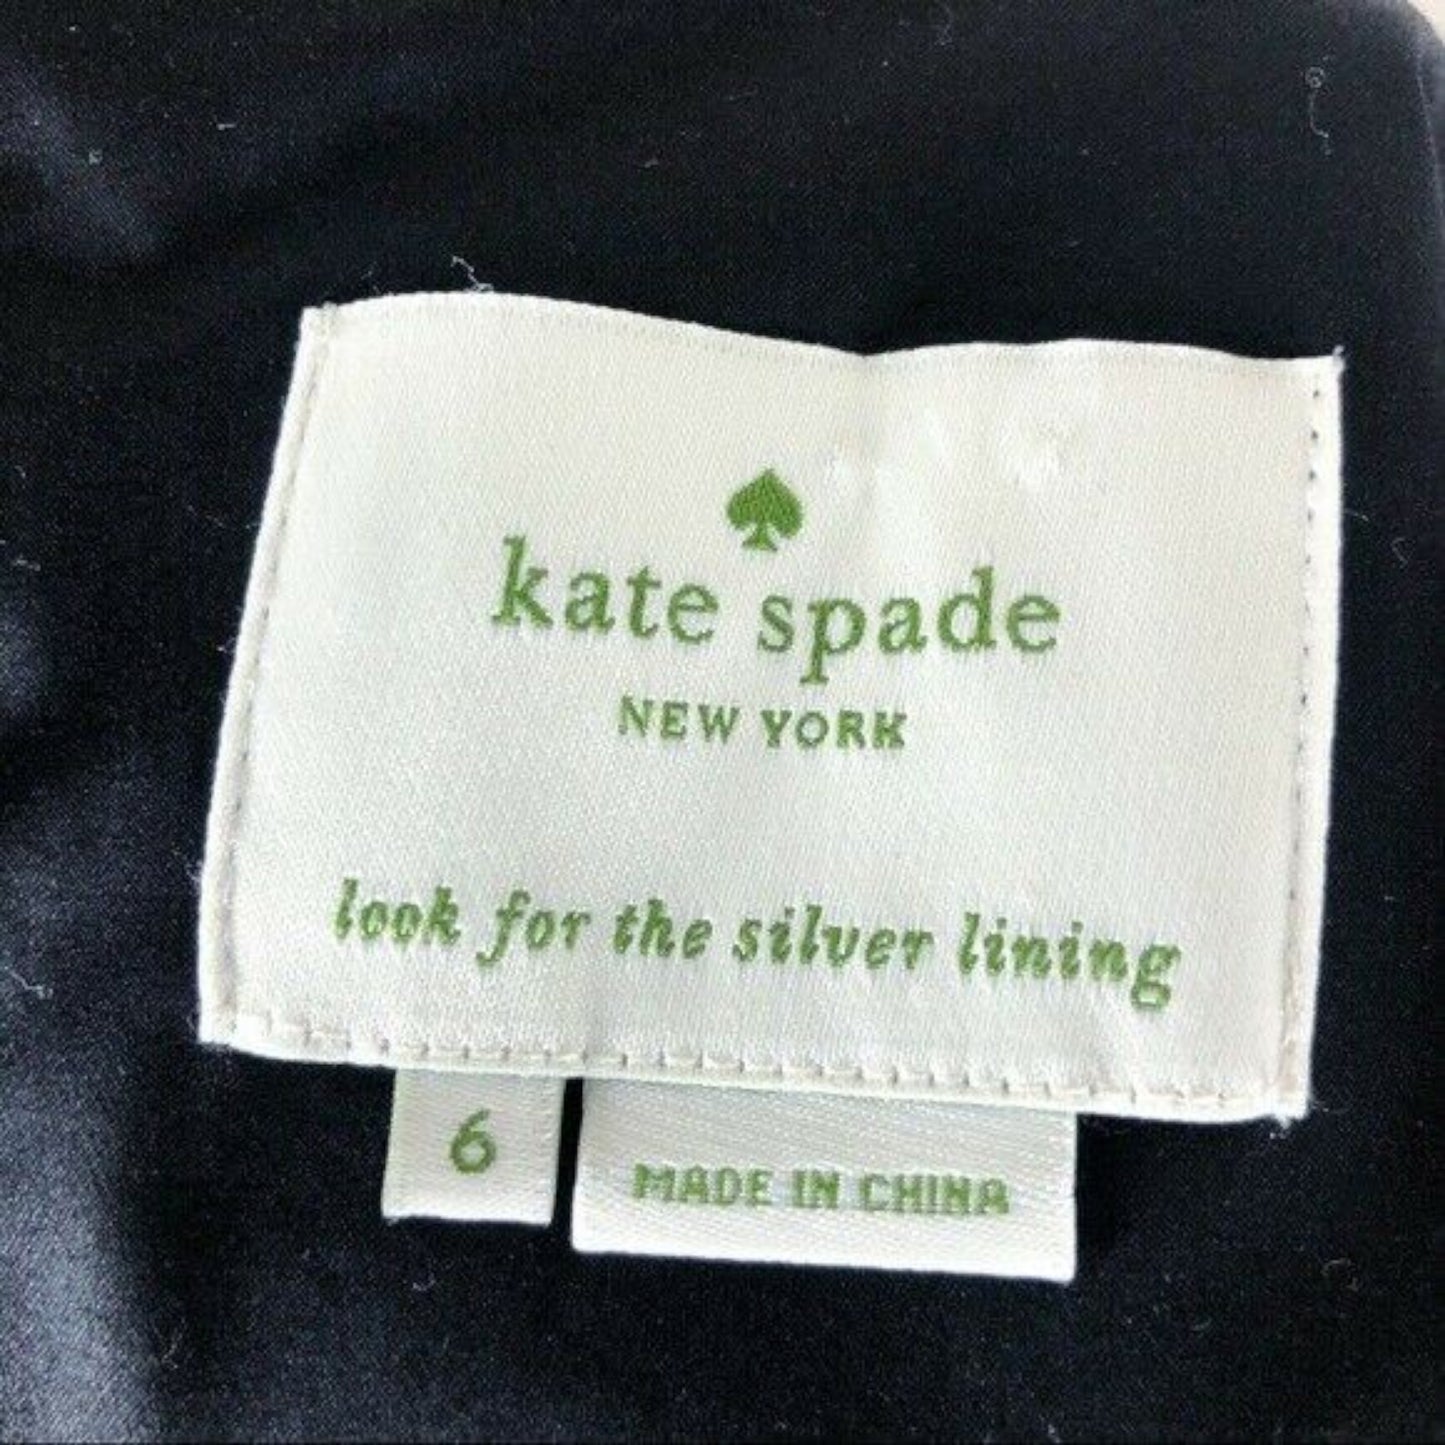 kate spade
NEW YORK
look for the silver lining
6
MADE IN CHINA